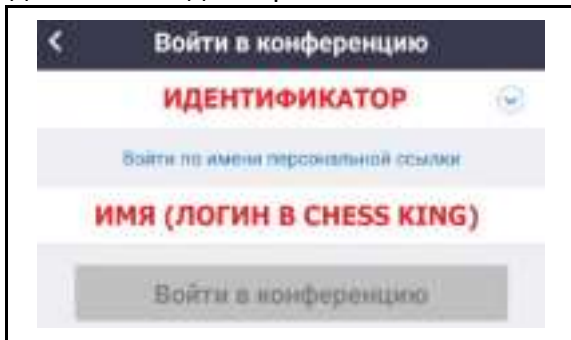 Войти в конференцию
ИДЕНТИФИКАТОР
Войти по имени персональной ссылки
ИМЯ (ЛОГИН В CHESS KING)
Войти в конференцию